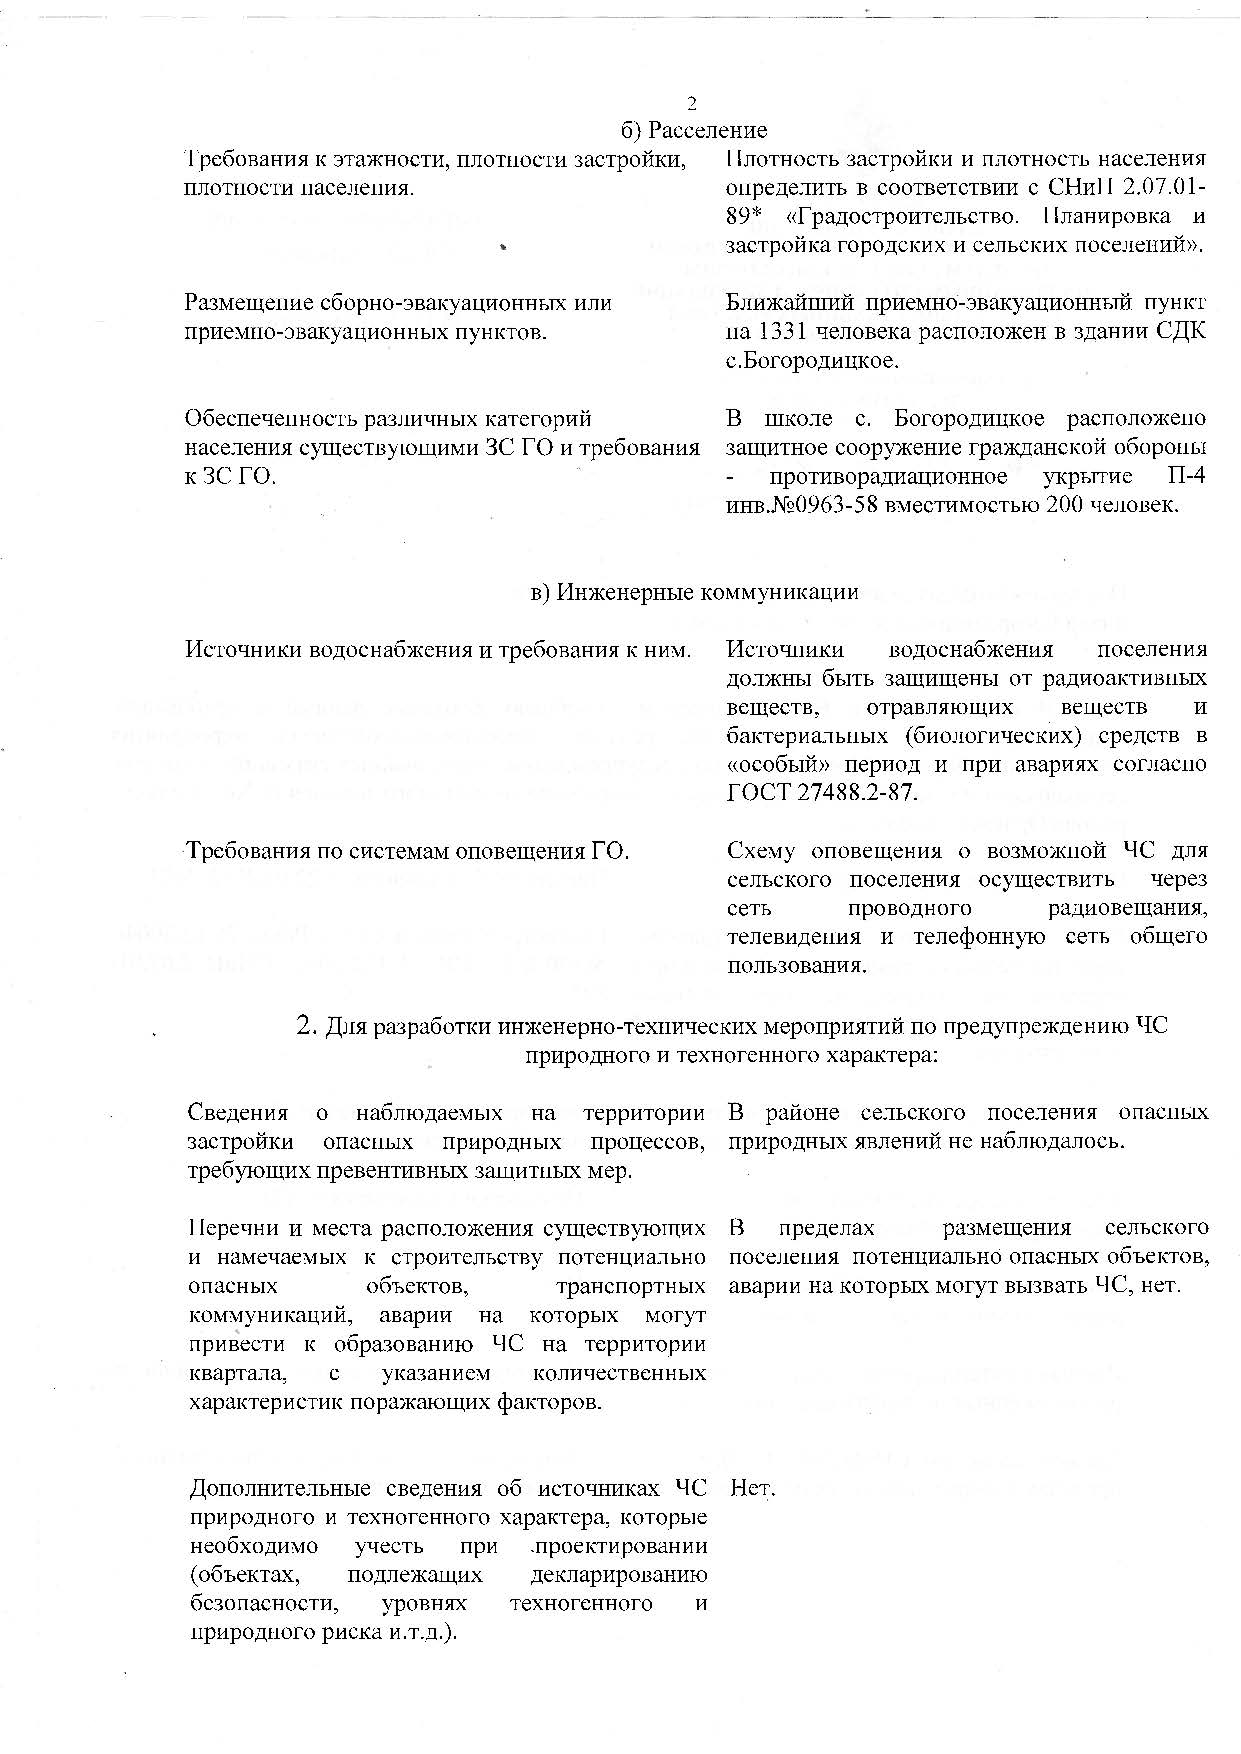 2
б) Расселение
Требования к этажности, плотности застройки,
плотности населения.
Плотность застройки и плотность населения
определить в соответствии с СНиП 2.07.01-
89* «Градостроительство. Планировка и
застройка городских и сельских поселений».
Размещение сборно-эвакуационных или
приемно-эвакуационных пунктов.
Ближайший приемно-эвакуационный пункт
на 1331 человека расположен в здании СДК
с.Богородицкое.
Обеспеченность различных категорий
населения существующими ЗС ГО и требования
к ЗС ГО.
В школе с. Богородицкое расположено
защитное сооружение гражданской обороны
- противорадиационное укрытие П-4
инв.№0963-58 вместимостью 200 человек.
в) Инженерные коммуникации
Источники водоснабжения и требования к ним.
Источники водоснабжения поселения
должны быть защищены от радиоактивных
веществ, отравляющих веществ и
бактериальных (биологических) средств в
«особый» период и при авариях согласно
ГОСТ 27488.2-87.
Требования по системам оповещения ГО.
Схему оповещения о возможной ЧС для
сельского поселения осуществить через
сеть проводного радиовещания,
телевидения и телефонную сеть общего
пользования.
2. Для разработки инженерно-технических мероприятий по предупреждению ЧС
природного и техногенного характера:
Сведения о наблюдаемых на территории
застройки опасных природных процессов,
требующих превентивных защитных мер.
В районе сельского поселения опасных
природных явлений не наблюдалось.
Перечни и места расположения существующих
и намечаемых к строительству потенциально
опасных объектов, транспортных
коммуникаций, аварии на которых могут
привести к образованию ЧС на территории
квартала, с указанием количественных
характеристик поражающих факторов.
В пределах размещения сельского
поселения потенциально опасных объектов,
аварии на которых могут вызвать ЧС, нет.
Дополнительные сведения об источниках ЧС
природного и техногенного характера, которые
необходимо учесть при .проектировании
(объектах, подлежащих декларированию
безопасности, уровнях техногенного и
природного риска и.т.д.).
Нет.